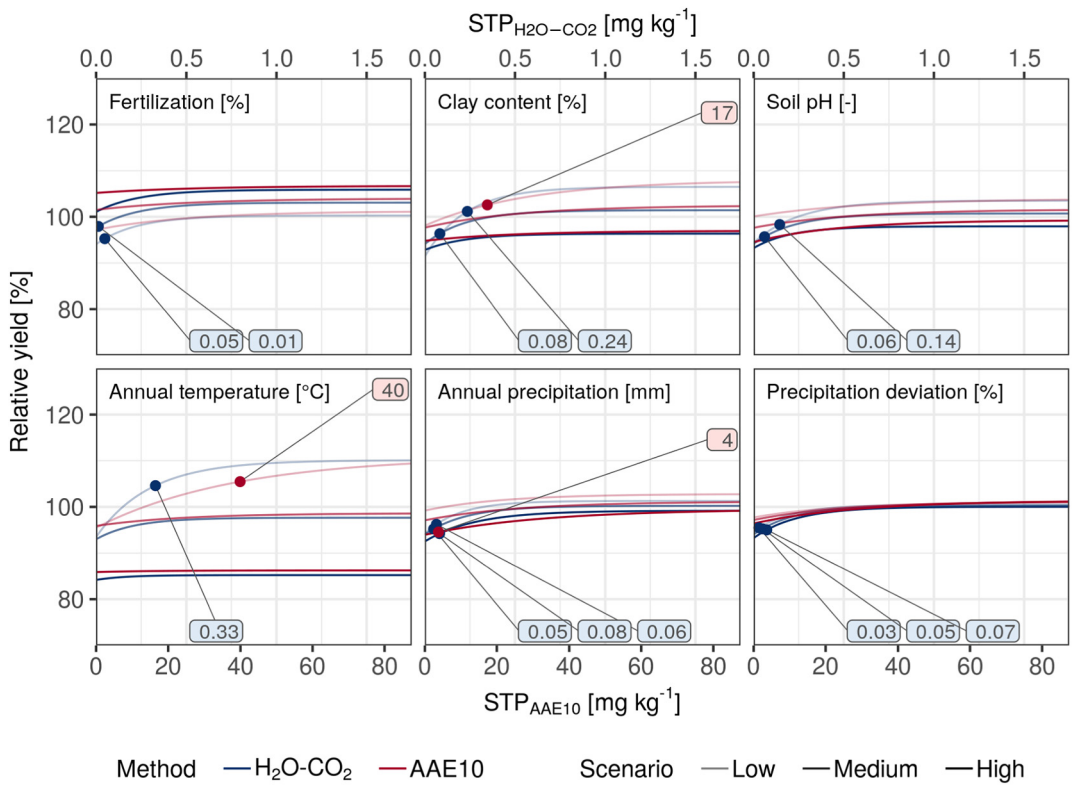 STPH2O−CO2 [mg kg-1]
0.0 0.5 1.0 1.5 0.0 0.5 1.0 1.5 0.0 0.5 1.0 1.5
Fertilization [%] Clay content [%] Soil pH [-]
17
120
100
80
0.05 0.01 0.08 0.24 0.06 0.14
Relative yield [%]
Annual temperature [°C] Annual precipitation [mm] Precipitation deviation [%]
40
120
4
100
80
0.33 0.05 0.08 0.06 0.03 0.05 0.07
0 20 40 60 80 0 20 40 60 80 0 20 40 60 80
STPAAE10 [mg kg-1]
Method H2O-CO2 AAE10 Scenario Low Medium High